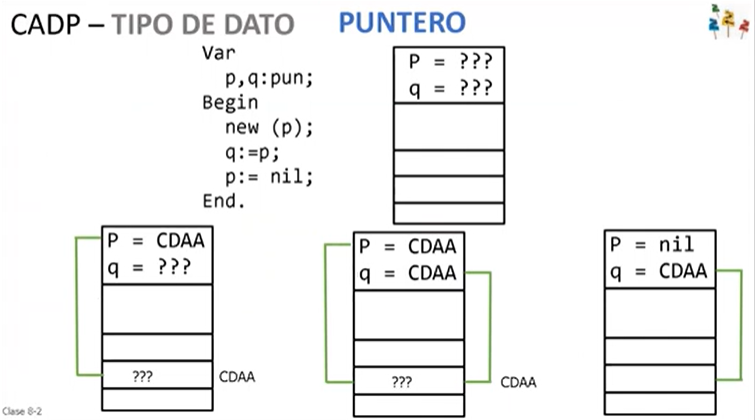 CADP – TIPO DE DATO PUNTERO
Var
p,q:pun;
Begin
new (p);
q:=p;
p:= nil;
End.
P = ???
q = ???
P = CDAA
q = ???
???
CDAA
P = CDAA
q = CDAA
???
CDAA
P = nil
q = CDAA
Clase 8-2